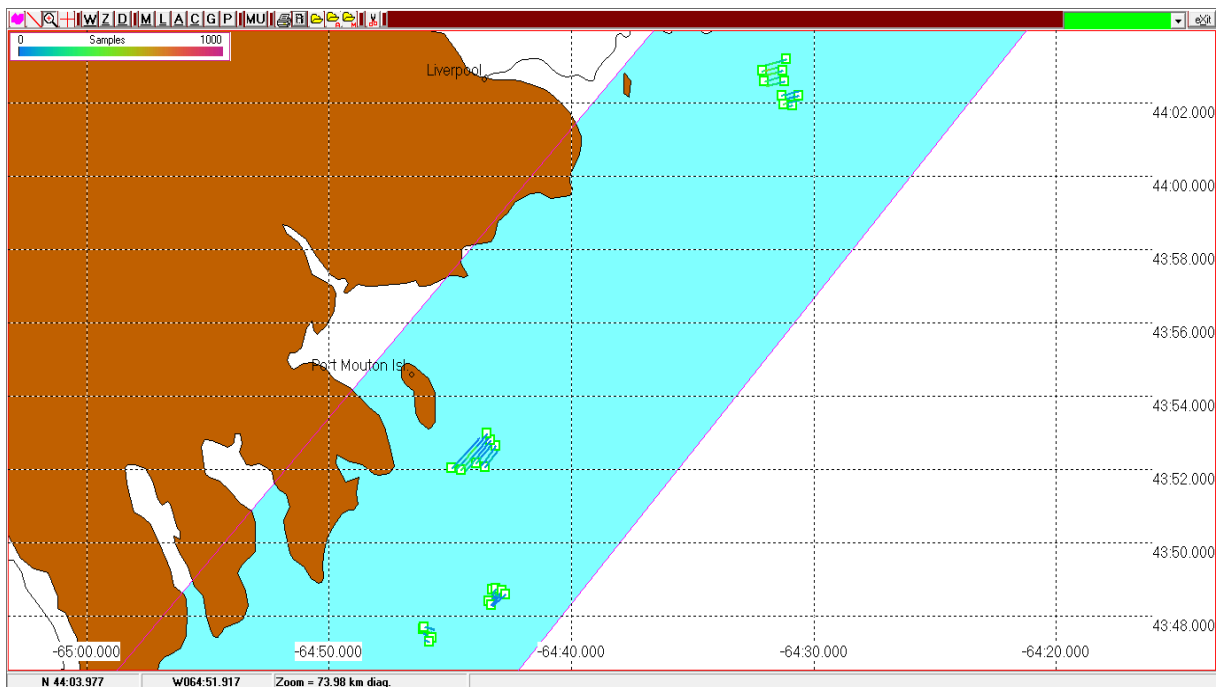 W Z D M L A C G P MU R A M eXit
0 Samples 1000
Liverpool
44:02.000
44:00.000
43:58.000
43:56.000
Port Mouton Isl.
43:54.000
43:52.000
43:50.000
43:48.000
-65:00.000 -64:50.000 -64:40.000 -64:30.000 -64:20.000
N 44:03.977 W064:51.917 Zoom = 73.98 km diag.